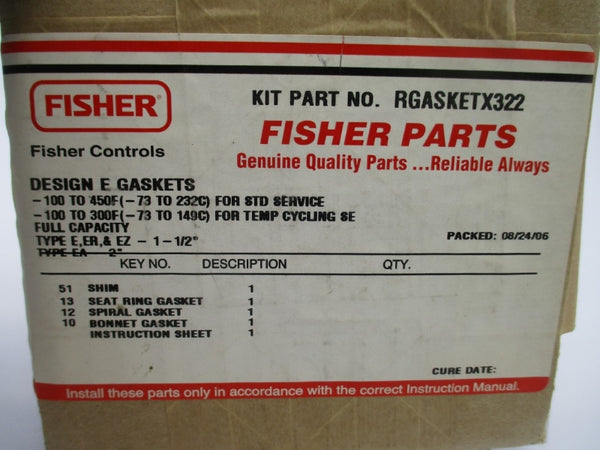 FISHER®
KIT PART NO. RGASKETX322
FISHER PARTS
Fisher Controls
Genuine Quality Parts ...Reliable Always
DESIGN E GASKETS
-100 TO 450F(-73 TO 232C) FOR STD SERVICE
-100 TO 300F(-73 TO 149C) FOR TEMP CYCLING SE
FULL CAPACITY
TYPE E,ER,& EZ - 1-1/2"
PACKED: 08/24/06
TYPE EA - 2"
KEY NO. DESCRIPTION QTY.
51 SHIM 1
13 SEAT RING GASKET 1
12 SPIRAL GASKET 1
10 BONNET GASKET 1
INSTRUCTION SHEET 1
CURE DATE:
Install these parts only in accordance with the correct Instruction Manual.